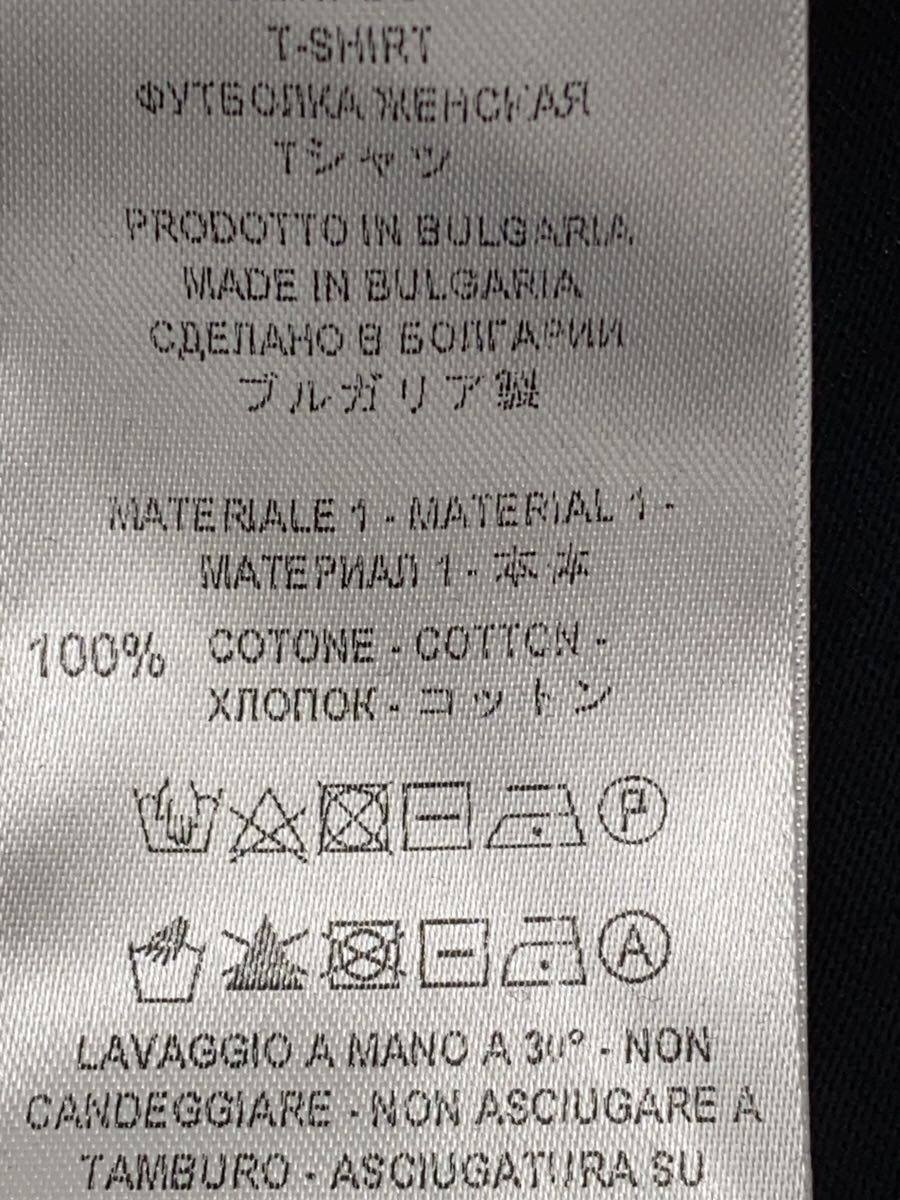 T-SHIRT
ФУТБОЛКА ЖЕНСКАЯ
Tシャツ
PRODOTTO IN BULGARIA
MADE IN BULGARIA
СДЕЛАНО В БОЛГАРИИ
ブルガリア製
MATERIALE 1 - MATERIAL 1 -
МАТЕРИАЛ 1 - 本体
100% COTONE - COTTON -
ХЛОПОК - コットン
P
A
LAVAGGIO A MANO A 30° - NON
CANDEGGIARE - NON ASCIUGARE A
TAMBURO - ASCIUGATURA SU